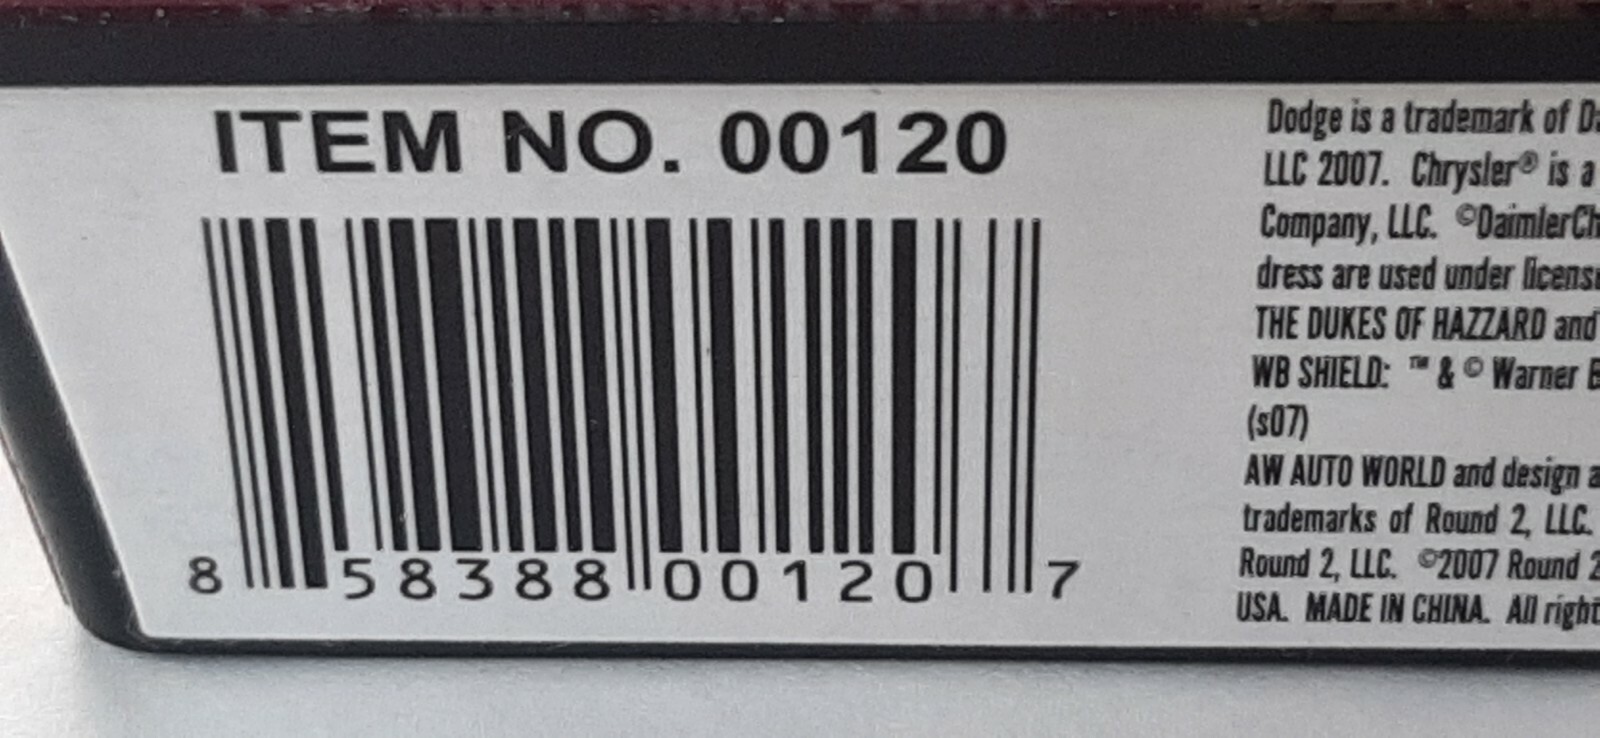 ITEM NO. 00120
8 58388 00120 7
Dodge is a trademark of
LLC 2007. Chrysler® is a
Company, LLC. ©DaimlerCh
dress are used under licens
THE DUKES OF HAZZARD and
WB SHIELD: ™ & © Warner
(s07)
AW AUTO WORLD and design
trademarks of Round 2, LLC.
Round 2, LLC. ©2007 Round 2
USA. MADE IN CHINA. All right